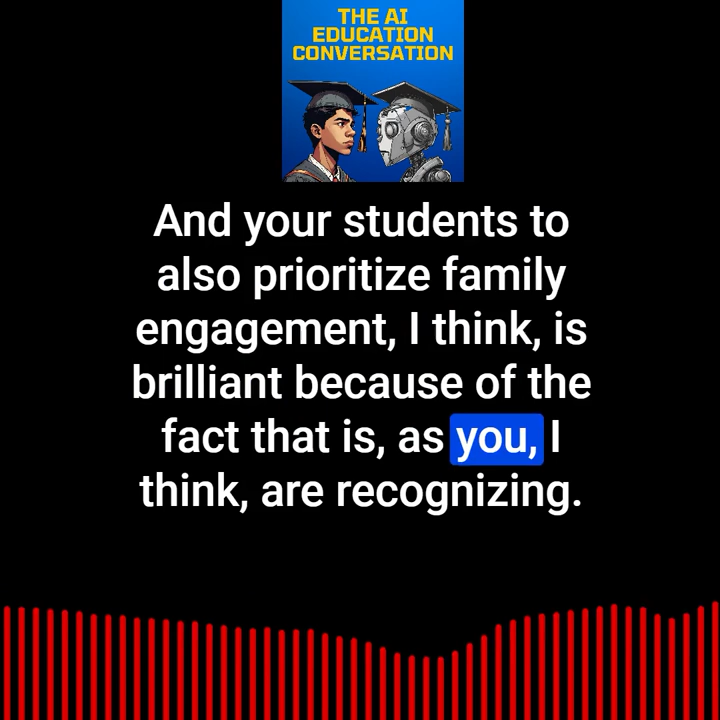 THE AI
EDUCATION
CONVERSATION
And your students to
also prioritize family
engagement, I think, is
brilliant because of the
fact that is, as you, I
think, are recognizing.